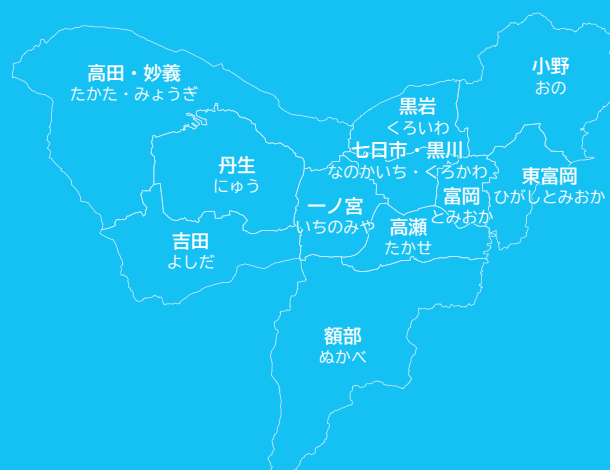 高田・妙義
たかた・みょうぎ
小野
おの
黒岩
くろいわ
七日市・黒川
なのかいち・くろかわ
丹生
にゅう
東富岡
ひがしとみおか
富岡
とみおか
一ノ宮
いちのみや
高瀬
たかせ
吉田
よしだ
額部
ぬかべ